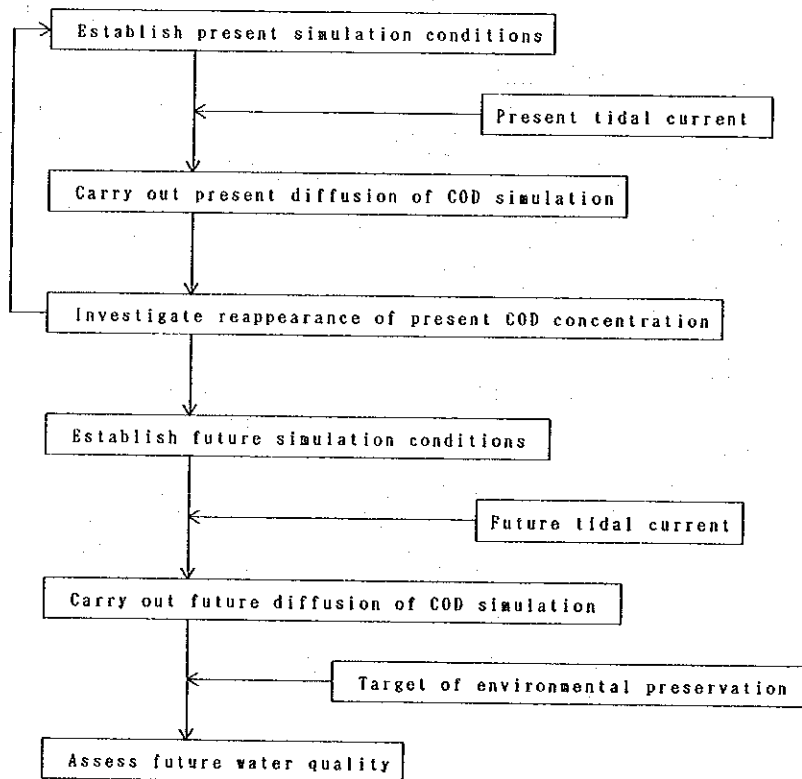 Establish present simulation conditions
Present tidal current
Carry out present diffusion of COD simulation
Investigate reappearance of present COD concentration
Establish future simulation conditions
Future tidal current
Carry out future diffusion of COD simulation
Target of environmental preservation
Assess future water quality